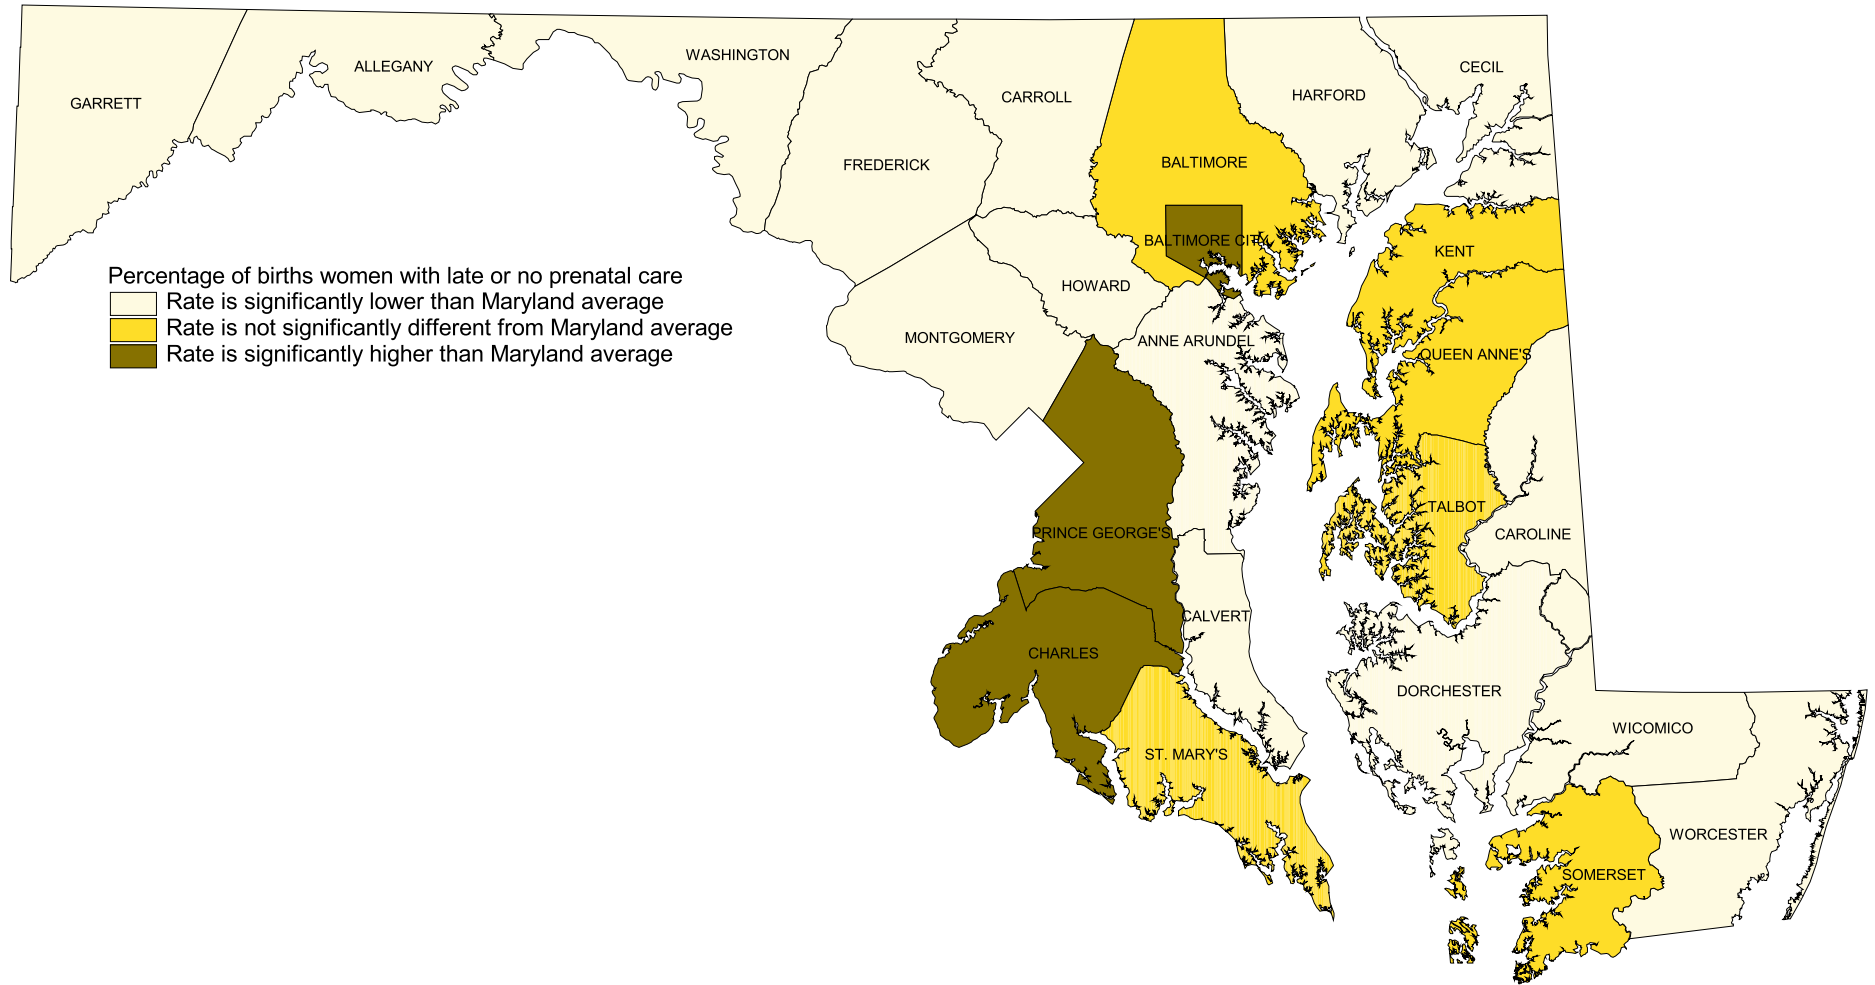 WASHINGTON
ALLEGANY
GARRETT
CECIL
HARFORD
CARROLL
FREDERICK
BALTIMORE
BALTIMORE CITY
KENT
Percentage of births women with late or no prenatal care
Rate is significantly lower than Maryland average
Rate is not significantly different from Maryland average
Rate is significantly higher than Maryland average
HOWARD
MONTGOMERY
ANNE ARUNDEL
QUEEN ANNE'S
TALBOT
PRINCE GEORGE'S
CAROLINE
CALVERT
CHARLES
DORCHESTER
WICOMICO
ST. MARY'S
WORCESTER
SOMERSET